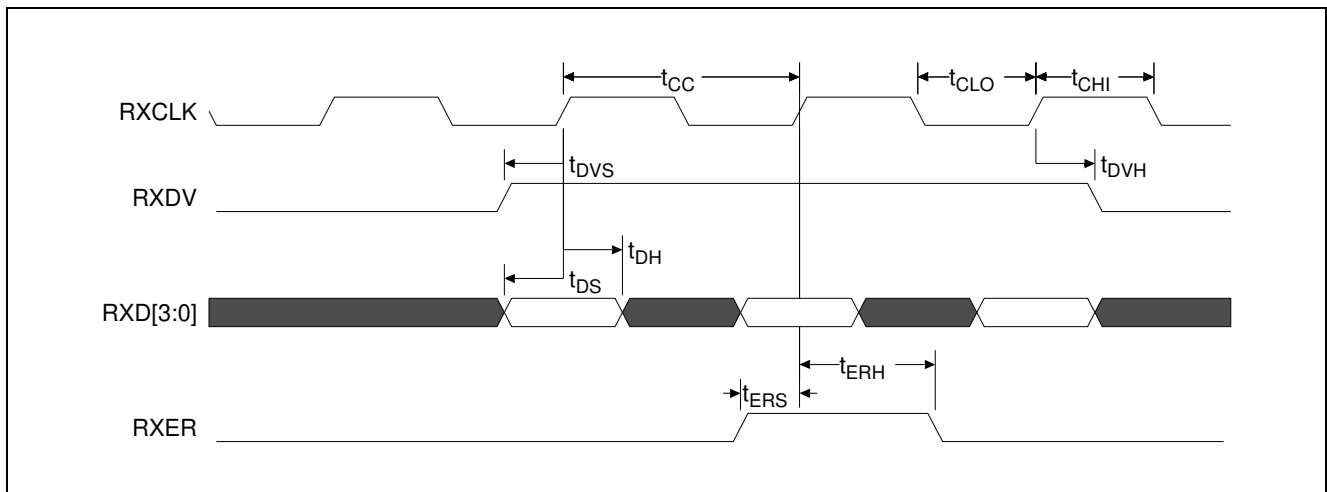 tCC
tCLO
tCHI
RXCLK
tDVS
tDVH
RXDV
tDH
tDS
RXD[3:0]
tERH
tERS
RXER